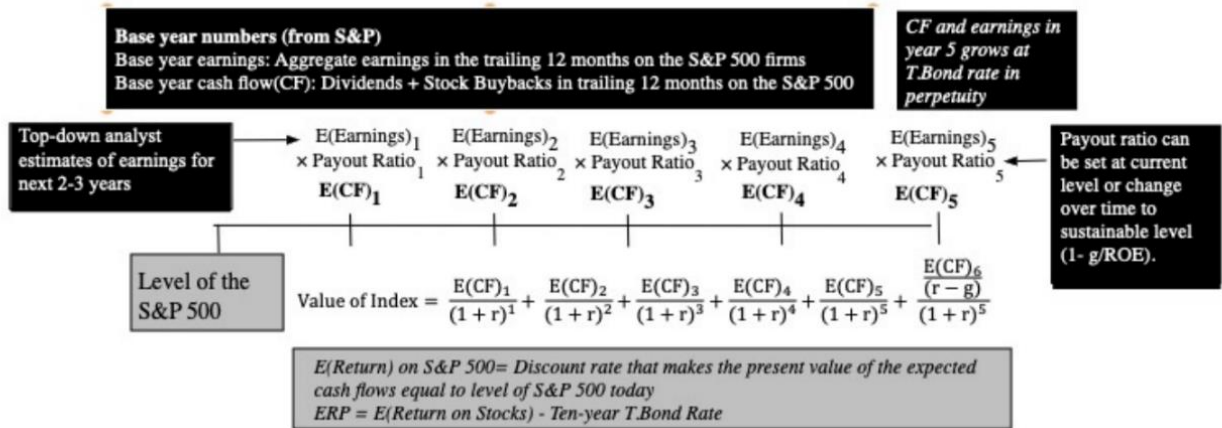 Base year numbers (from S&P)
Base year earnings: Aggregate earnings in the trailing 12 months on the S&P 500 firms
Base year cash flow(CF): Dividends + Stock Buybacks in trailing 12 months on the S&P 500
CF and earnings in
year 5 grows at
T.Bond rate in
perpetuity
Top-down analyst
estimates of earnings for
next 2-3 years
E(Earnings)₁ E(Earnings)₂ E(Earnings)₃ E(Earnings)₄ E(Earnings)₅
× Payout Ratio₁ × Payout Ratio₂ × Payout Ratio₃ × Payout Ratio₄ × Payout Ratio₅
E(CF)₁ E(CF)₂ E(CF)₃ E(CF)₄ E(CF)₅
Payout ratio can
be set at current
level or change
over time to
sustainable level
(1- g/ROE).
Level of the
S&P 500
Value of Index = E(CF)₁/(1 + r)¹ + E(CF)₂/(1 + r)² + E(CF)₃/(1 + r)³ + E(CF)₄/(1 + r)⁴ + E(CF)₅/(1 + r)⁵ + E(CF)₆/(r − g)/(1 + r)⁵
E(Return) on S&P 500= Discount rate that makes the present value of the expected
cash flows equal to level of S&P 500 today
ERP = E(Return on Stocks) - Ten-year T.Bond Rate